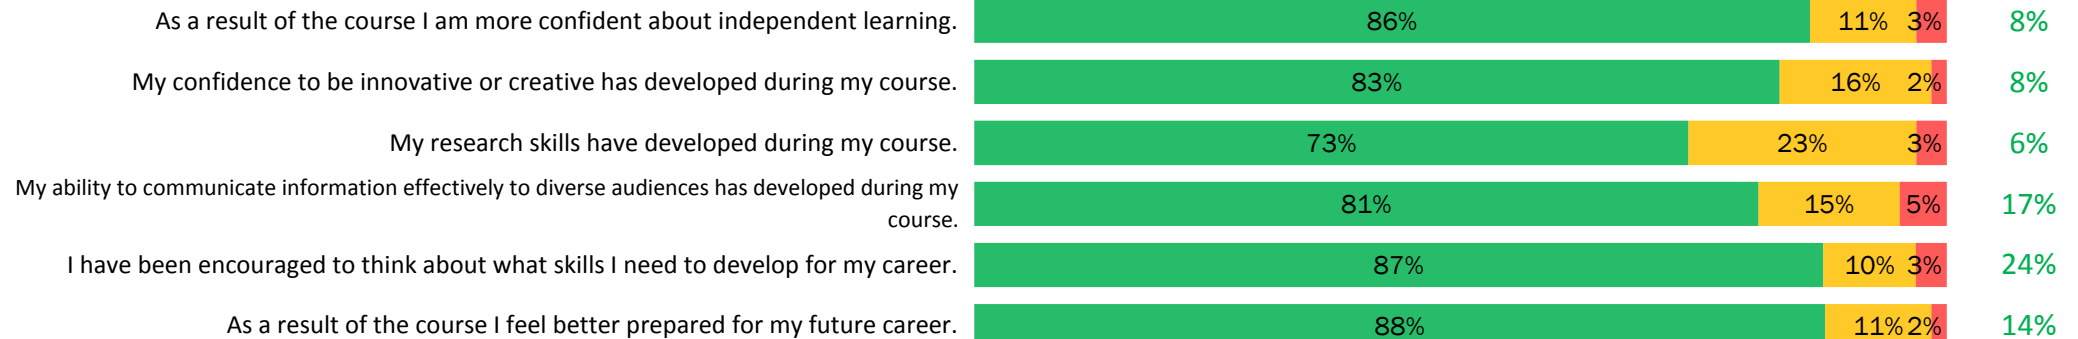 As a result of the course I am more confident about independent learning. 86% 11% 3% 8%
My confidence to be innovative or creative has developed during my course. 83% 16% 2% 8%
My research skills have developed during my course. 73% 23% 3% 6%
My ability to communicate information effectively to diverse audiences has developed during my
course. 81% 15% 5% 17%
I have been encouraged to think about what skills I need to develop for my career. 87% 10% 3% 24%
As a result of the course I feel better prepared for my future career. 88% 11% 2% 14%